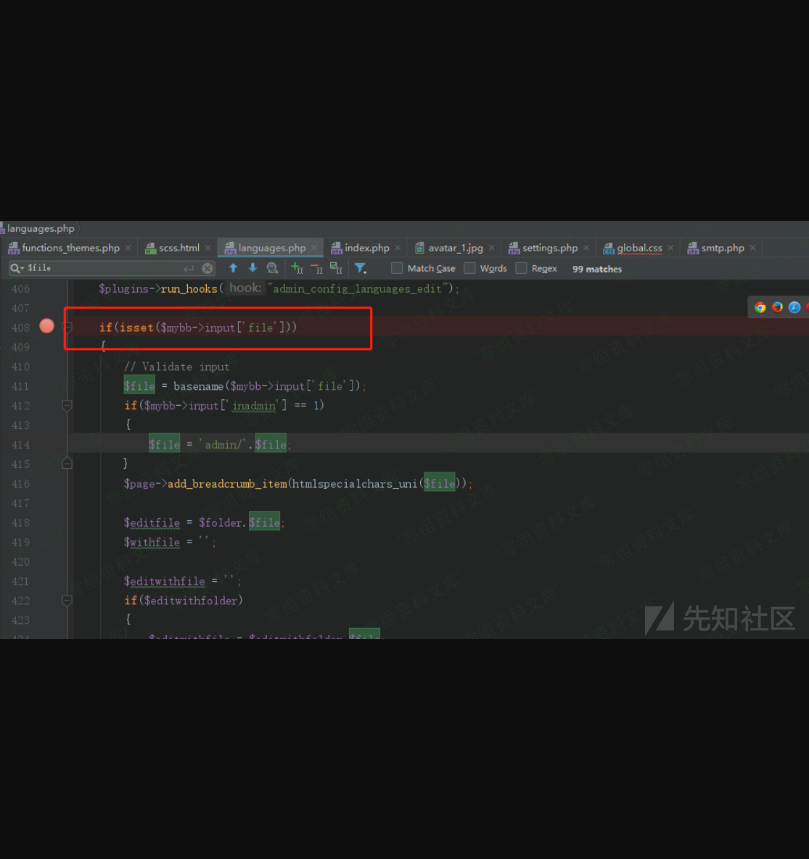 languages.php
functions_themes.php × scss.html × languages.php × index.php × avatar_1.jpg × settings.php × global.css × smtp.php ×
$file Match Case Words Regex 99 matches
406 $plugins->run_hooks( hook: "admin_config_languages_edit");
407
408 if(isset($mybb->input['file']))
409 {
410 // Validate input
411 $file = basename($mybb->input['file']);
412 if($mybb->input['inadmin'] == 1)
413 {
414 $file = 'admin/'.$file;
415 }
416 $page->add_breadcrumb_item(htmlspecialchars_uni($file));
417
418 $editfile = $folder.$file;
419 $withfile = '';
420
421 $editwithfile = '';
422 if($editwithfolder)
423 {
$editwithfile = $editwithfolder.$file;
先知社区